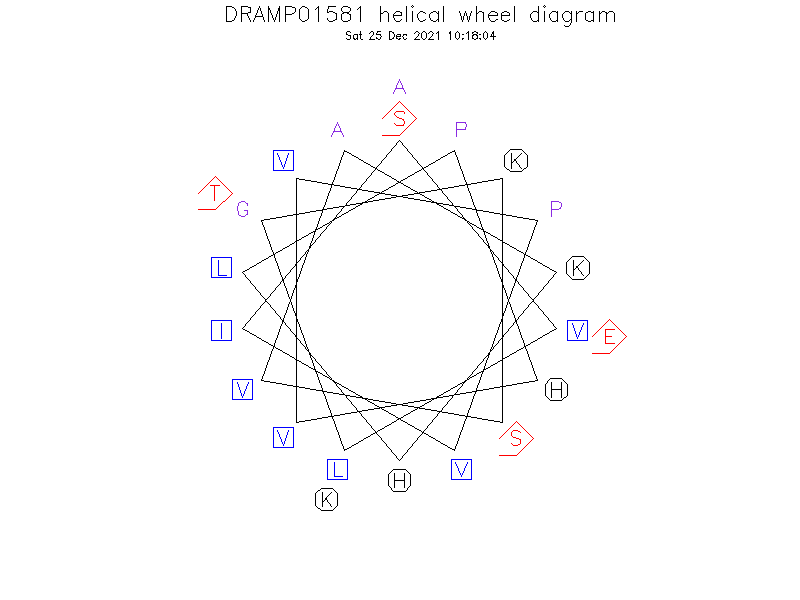 DRAMP01581 helical wheel diagram
Sat 25 Dec 2021 10:18:04
A
S
A P
V K
T
G P
L K
I V E
V H
V S
L H V
K